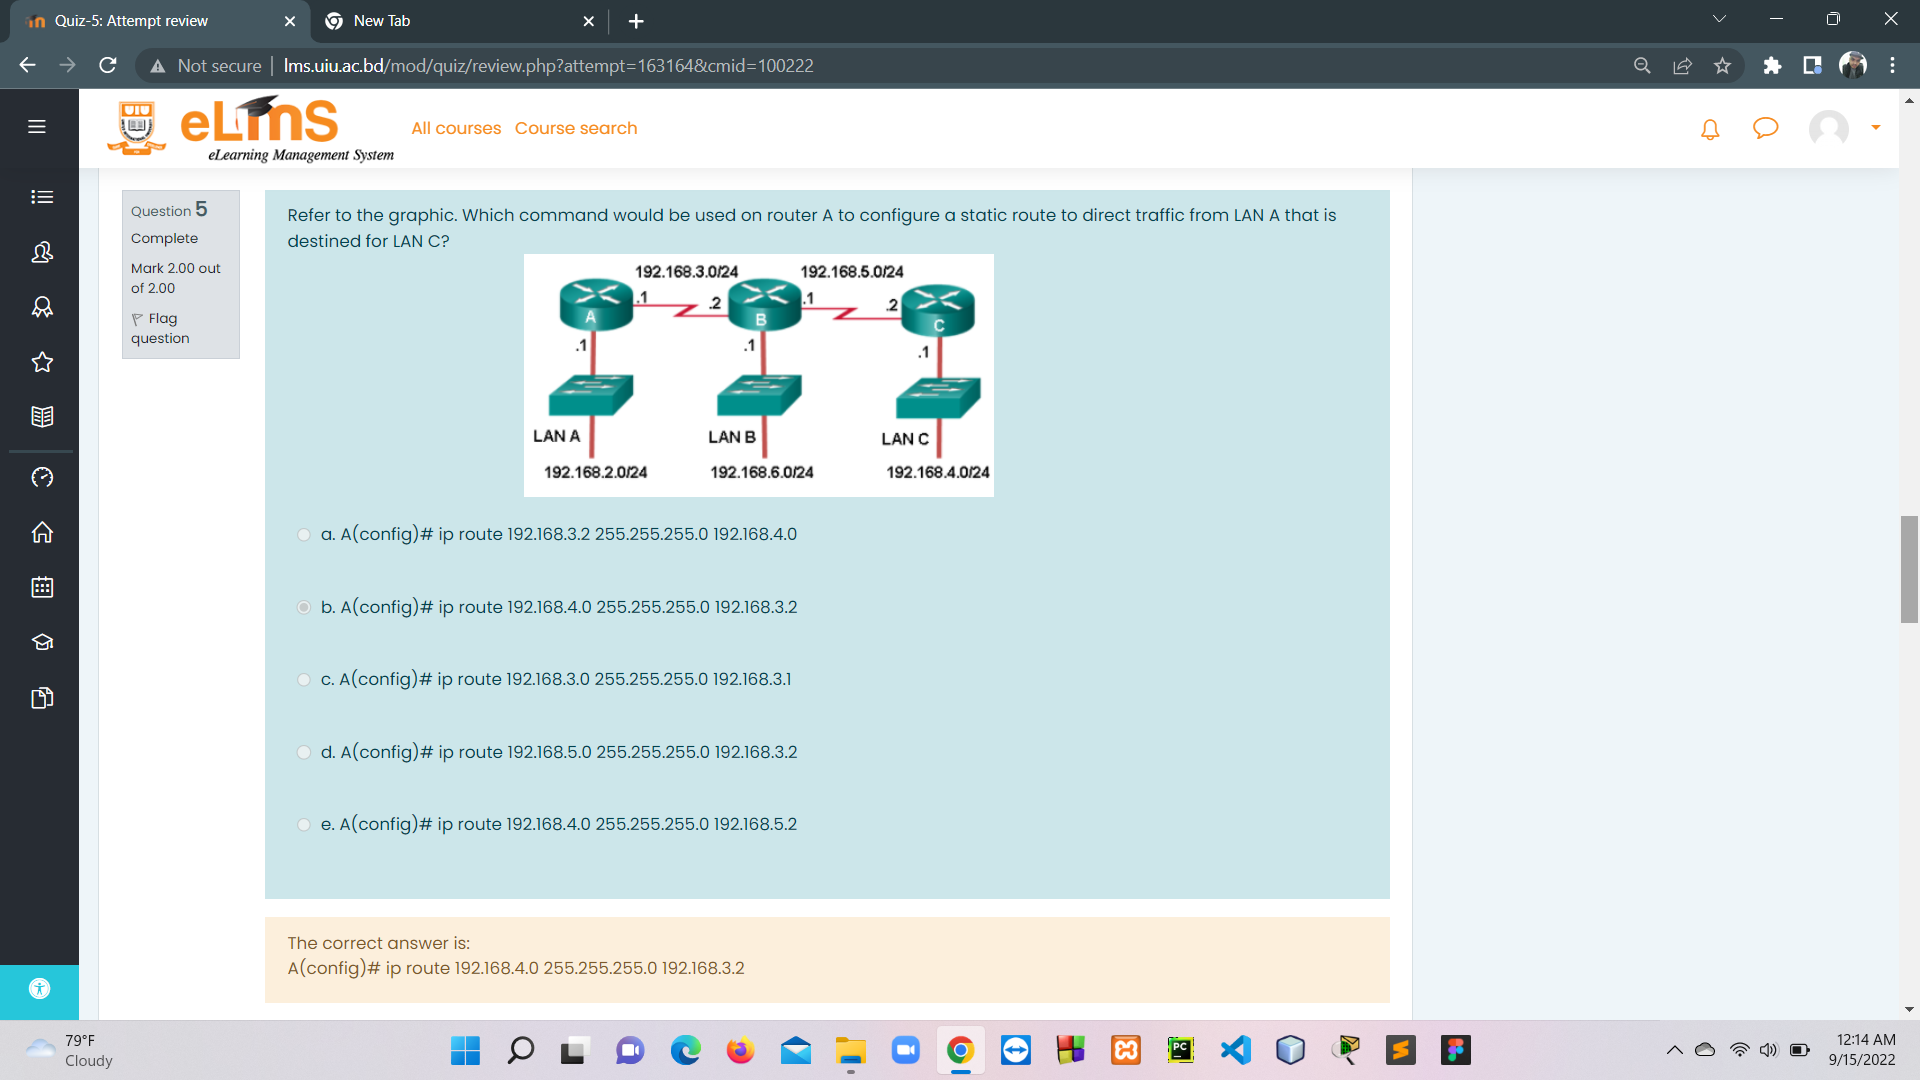 Quiz-5: Attempt review
New Tab
Not secure
lms.uiu.ac.bd/mod/quiz/review.php?attempt=163164&cmid=100222
UIU
eLmS
eLearning Management System
All courses Course search
Question 5
Complete
Mark 2.00 out
of 2.00
Flag
question
Refer to the graphic. Which command would be used on router A to configure a static route to direct traffic from LAN A that is
destined for LAN C?
192.168.3.0/24 192.168.5.0/24
.1 .2 .1 .2
A B C
.1 .1 .1
LAN A LAN B LAN C
192.168.2.0/24 192.168.6.0/24 192.168.4.0/24
a. A(config)# ip route 192.168.3.2 255.255.255.0 192.168.4.0
b. A(config)# ip route 192.168.4.0 255.255.255.0 192.168.3.2
c. A(config)# ip route 192.168.3.0 255.255.255.0 192.168.3.1
d. A(config)# ip route 192.168.5.0 255.255.255.0 192.168.3.2
e. A(config)# ip route 192.168.4.0 255.255.255.0 192.168.5.2
The correct answer is:
A(config)# ip route 192.168.4.0 255.255.255.0 192.168.3.2
79°F
Cloudy
PC
12:14 AM
9/15/2022